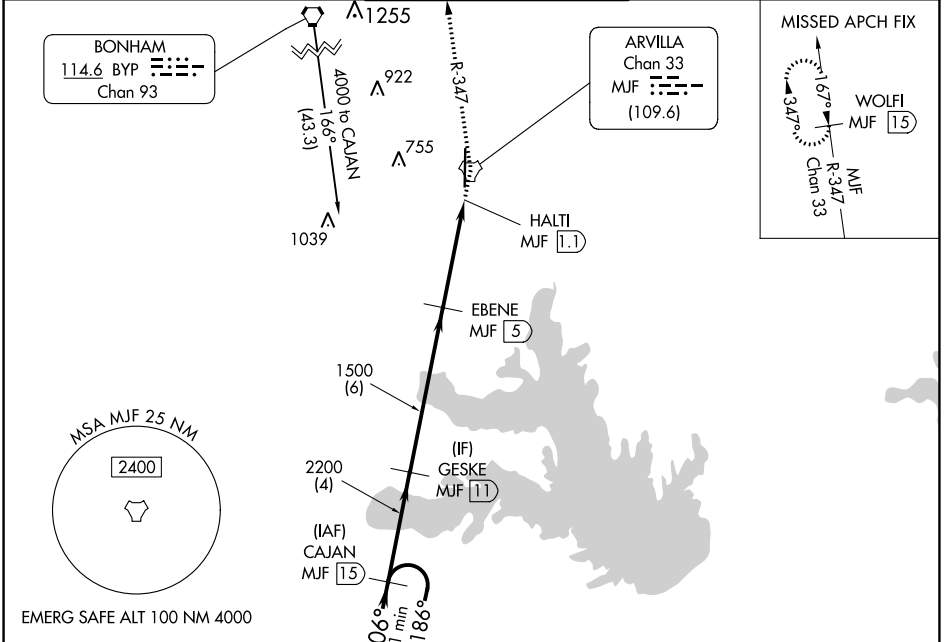 1255
BONHAM
114.6 BYP
Chan 93
922
4000 to CAJAN
166°
(43.3)
755
1039
R-347
ARVILLA
Chan 33
MJF
(109.6)
MISSED APCH FIX
167°
347°
WOLFI
MJF 15
MJF
R-347
Chan 33
HALTI
MJF 1.1
EBENE
MJF 5
1500
(6)
(IF)
GESKE
MJF 11
2200
(4)
(IAF)
CAJAN
MJF 15
06°
1 min
186°
MSA MJF 25 NM
2400
EMERG SAFE ALT 100 NM 4000